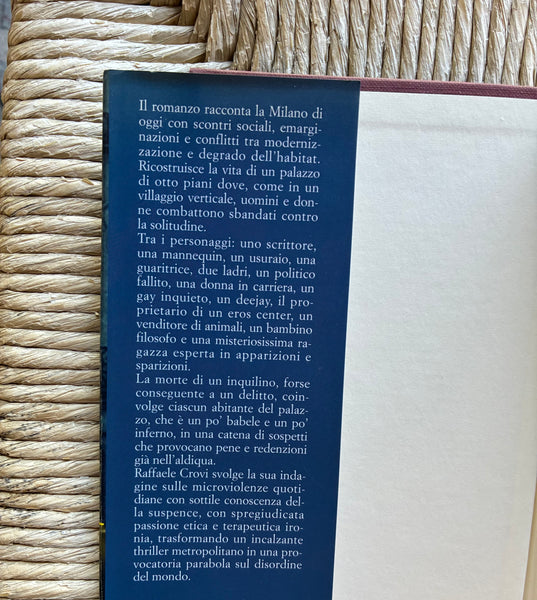 Il romanzo racconta la Milano di
oggi con scontri sociali, emargi-
nazioni e conflitti tra moderniz-
zazione e degrado dell'habitat.
Ricostruisce la vita di un palazzo
di otto piani dove, come in un
villaggio verticale, uomini e don-
ne combattono sbandati contro
la solitudine.
Tra i personaggi: uno scrittore,
una mannequin, un usuraio, una
guaritrice, due ladri, un politico
fallito, una donna in carriera, un
gay inquieto, un deejay, il pro-
prietario di un eros center, un
venditore di animali, un bambino
filosofo e una misteriosissima ra-
gazza esperta in apparizioni e
sparizioni.
La morte di un inquilino, forse
conseguente a un delitto, coin-
volge ciascun abitante del palaz-
zo, che è un po' babele e un po'
inferno, in una catena di sospetti
che provocano pene e redenzioni
già nell'aldiqua.
Raffaele Crovi svolge la sua inda-
gine sulle microviolenze quoti-
diane con sottile conoscenza del-
la suspence, con spregiudicata
passione etica e terapeutica iro-
nia, trasformando un incalzante
thriller metropolitano in una pro-
vocatoria parabola sul disordine
del mondo.